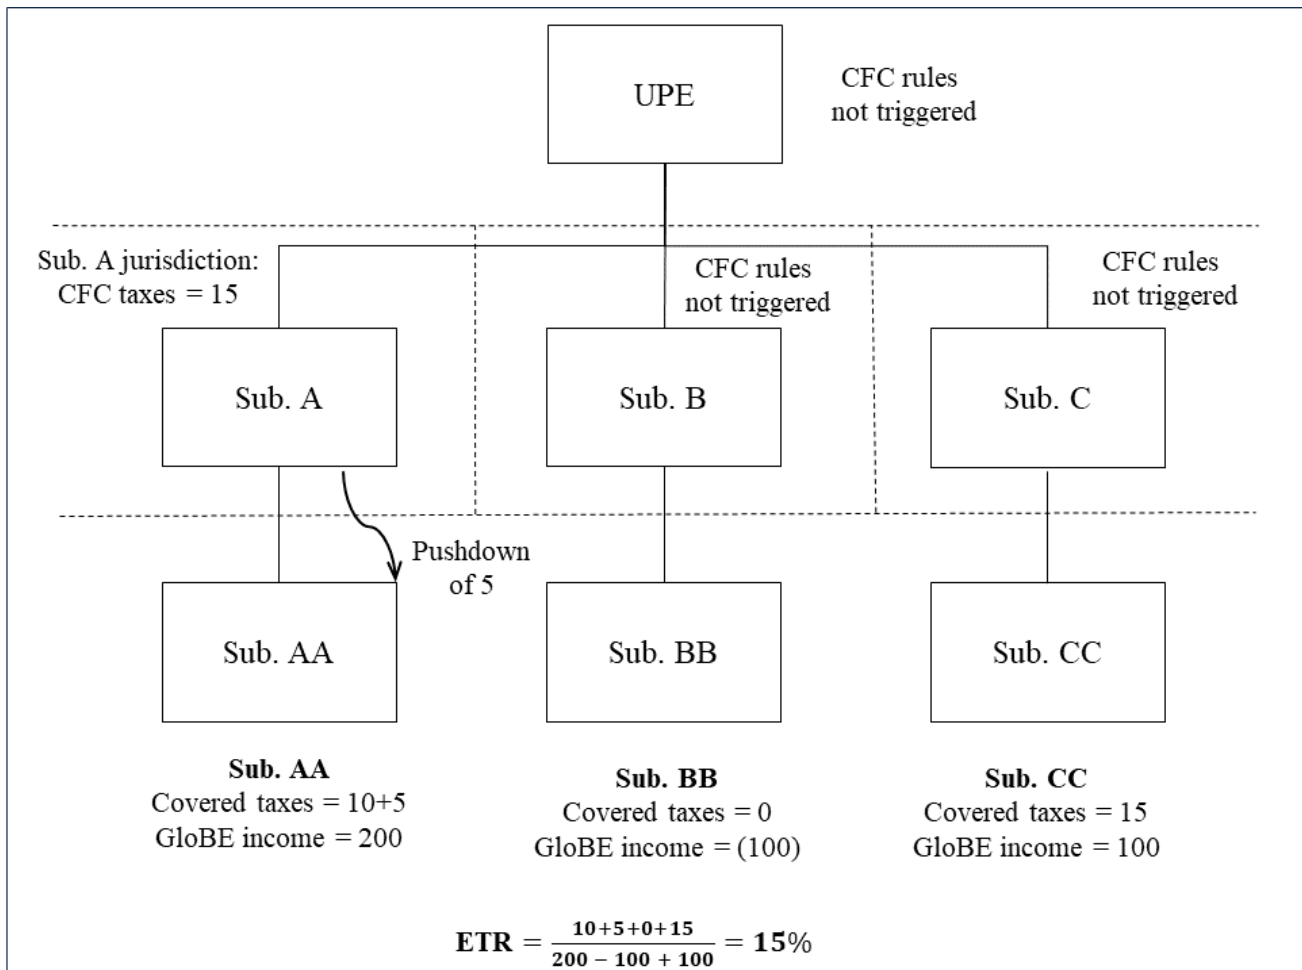 UPE
CFC rules
not triggered
Sub. A jurisdiction:
CFC taxes = 15
CFC rules
not triggered
CFC rules
not triggered
Sub. A
Sub. B
Sub. C
Pushdown
of 5
Sub. AA
Sub. BB
Sub. CC
Sub. AA
Covered taxes = 10+5
GloBE income = 200
Sub. BB
Covered taxes = 0
GloBE income = (100)
Sub. CC
Covered taxes = 15
GloBE income = 100
ETR = (10+5+0+15)/(200 − 100 + 100) = 15%